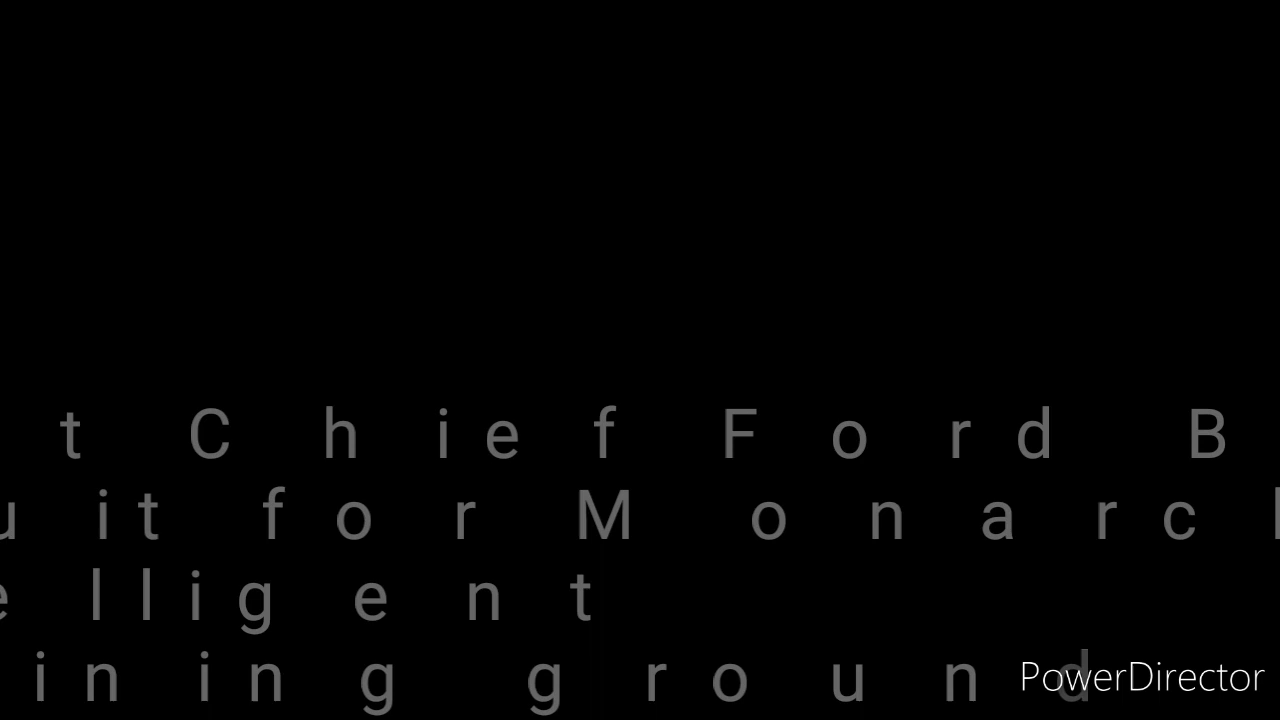 t Chief Ford B
uit for Monarc
elligent
ining ground
PowerDirector